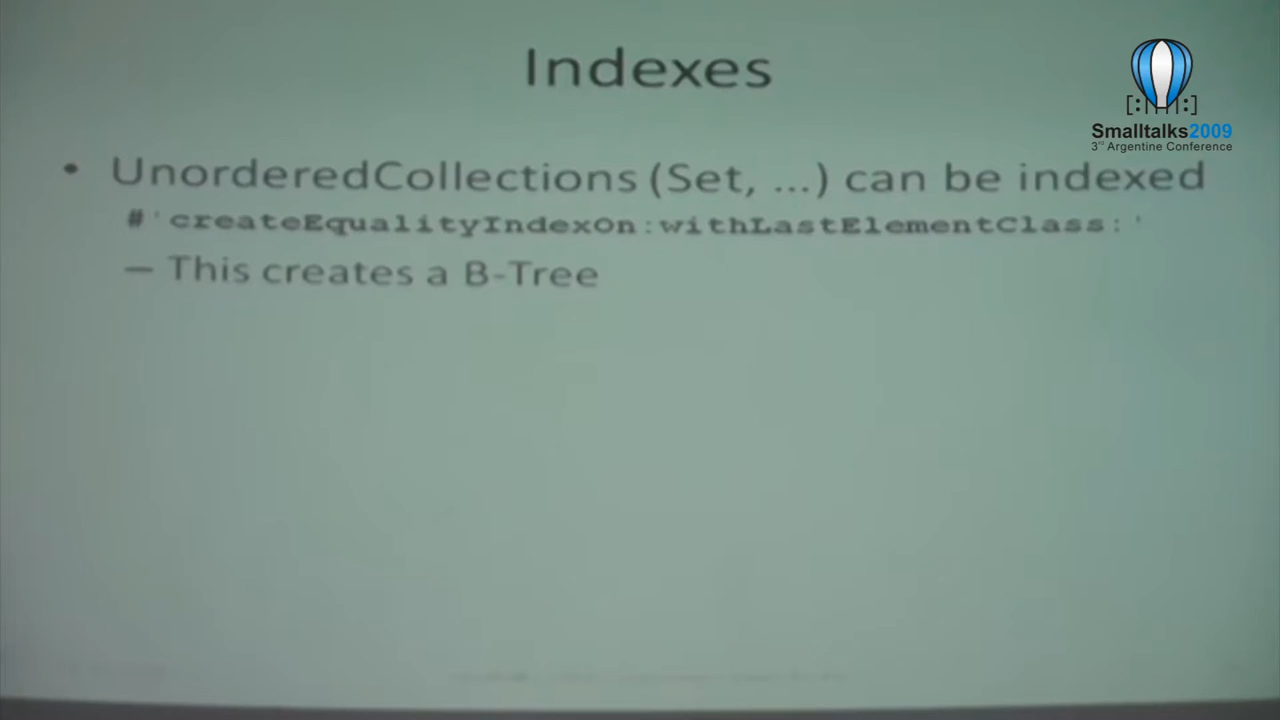 Indexes
[:||||:]
Smalltalks2009
3rd Argentine Conference
• UnorderedCollections (Set, ...) can be indexed
#'createEqualityIndexOn:withLastElementClass:'
– This creates a B-Tree